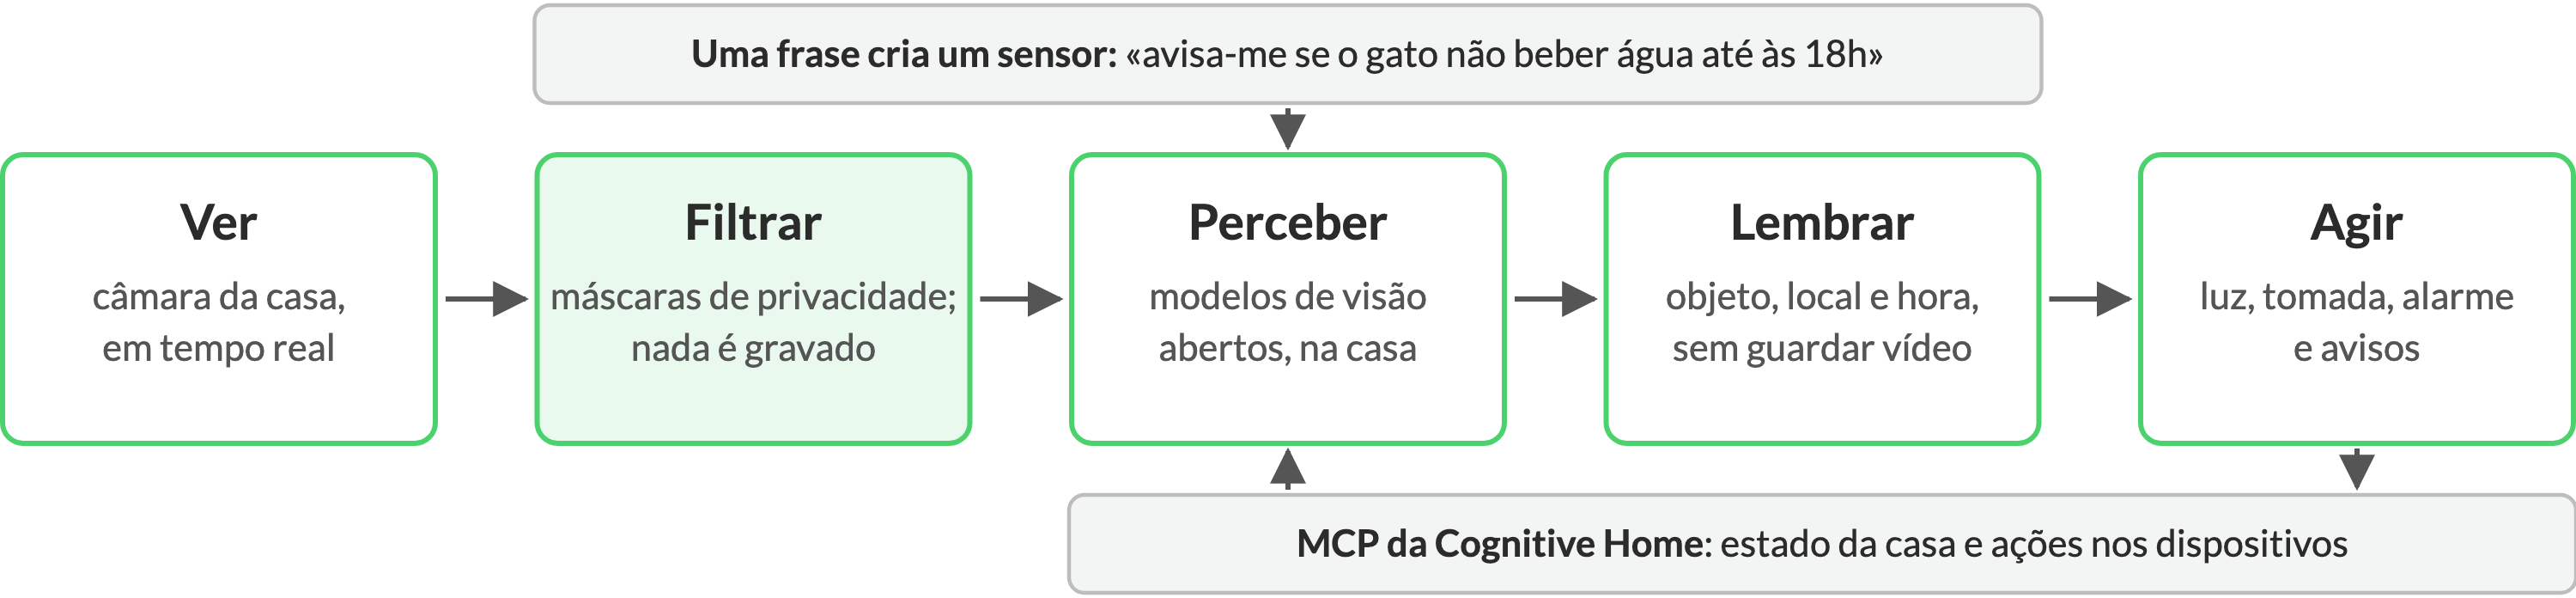 Uma frase cria um sensor: «avisa-me se o gato não beber água até às 18h»
Ver
câmara da casa,
em tempo real
Filtrar
máscaras de privacidade;
nada é gravado
Perceber
modelos de visão
abertos, na casa
Lembrar
objeto, local e hora,
sem guardar vídeo
Agir
luz, tomada, alarme
e avisos
MCP da Cognitive Home: estado da casa e ações nos dispositivos